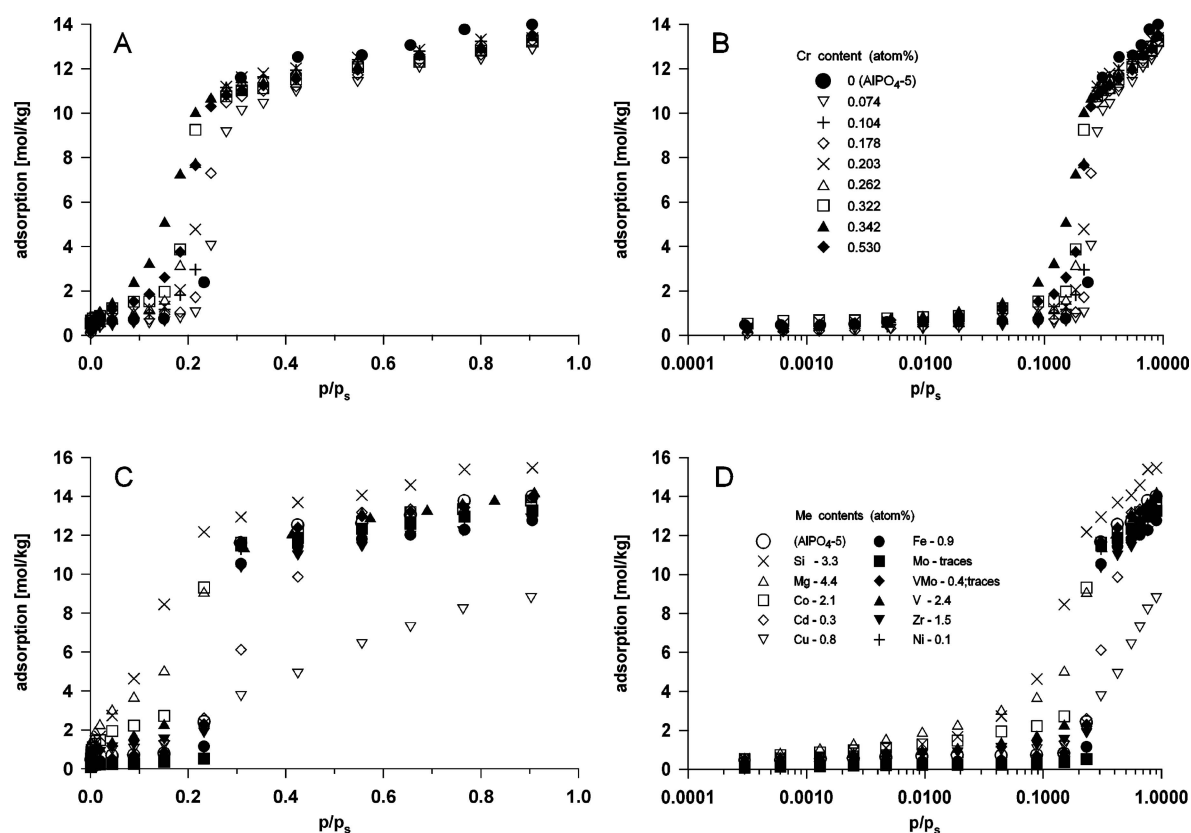 A
14
12
10
8
6
4
2
0
adsorption [mol/kg]
0.0
0.2
0.4
0.6
0.8
1.0
p/ps
B
14
12
10
8
6
4
2
0
adsorption [mol/kg]
Cr content (atom%)
0 (AlPO4-5)
0.074
0.104
0.178
0.203
0.262
0.322
0.342
0.530
0.0001
0.0010
0.0100
0.1000
1.0000
p/ps
C
16
14
12
10
8
6
4
2
0
adsorption [mol/kg]
0.0
0.2
0.4
0.6
0.8
1.0
p/ps
D
16
14
12
10
8
6
4
2
0
adsorption [mol/kg]
Me contents (atom%)
(AlPO4-5)
Si - 3.3
Mg - 4.4
Co - 2.1
Cd - 0.3
Cu - 0.8
Fe - 0.9
Mo - traces
VMo - 0.4;traces
V - 2.4
Zr - 1.5
Ni - 0.1
0.0001
0.0010
0.0100
0.1000
1.0000
p/ps